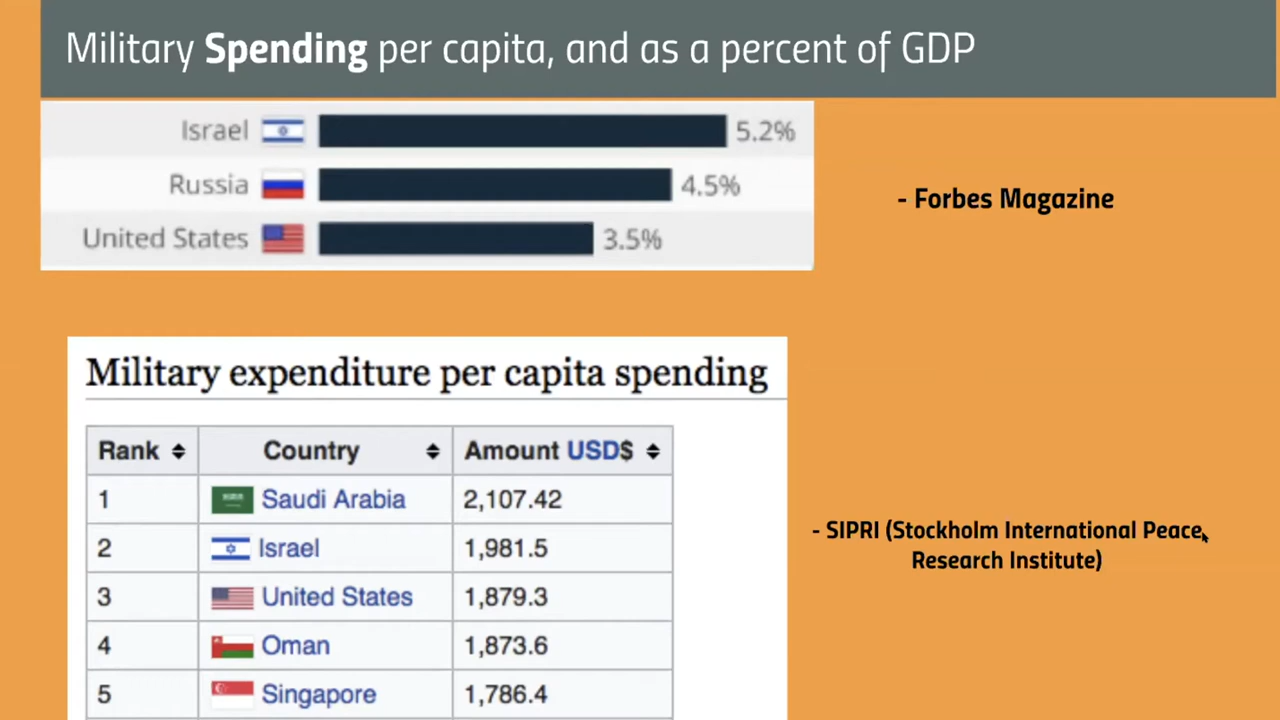 Military Spending per capita, and as a percent of GDP
Israel 5.2%
Russia 4.5%
United States 3.5%
- Forbes Magazine
Military expenditure per capita spending
Rank Country Amount USD$
1 Saudi Arabia 2,107.42
2 Israel 1,981.5
3 United States 1,879.3
4 Oman 1,873.6
5 Singapore 1,786.4
- SIPRI (Stockholm International Peace
Research Institute)